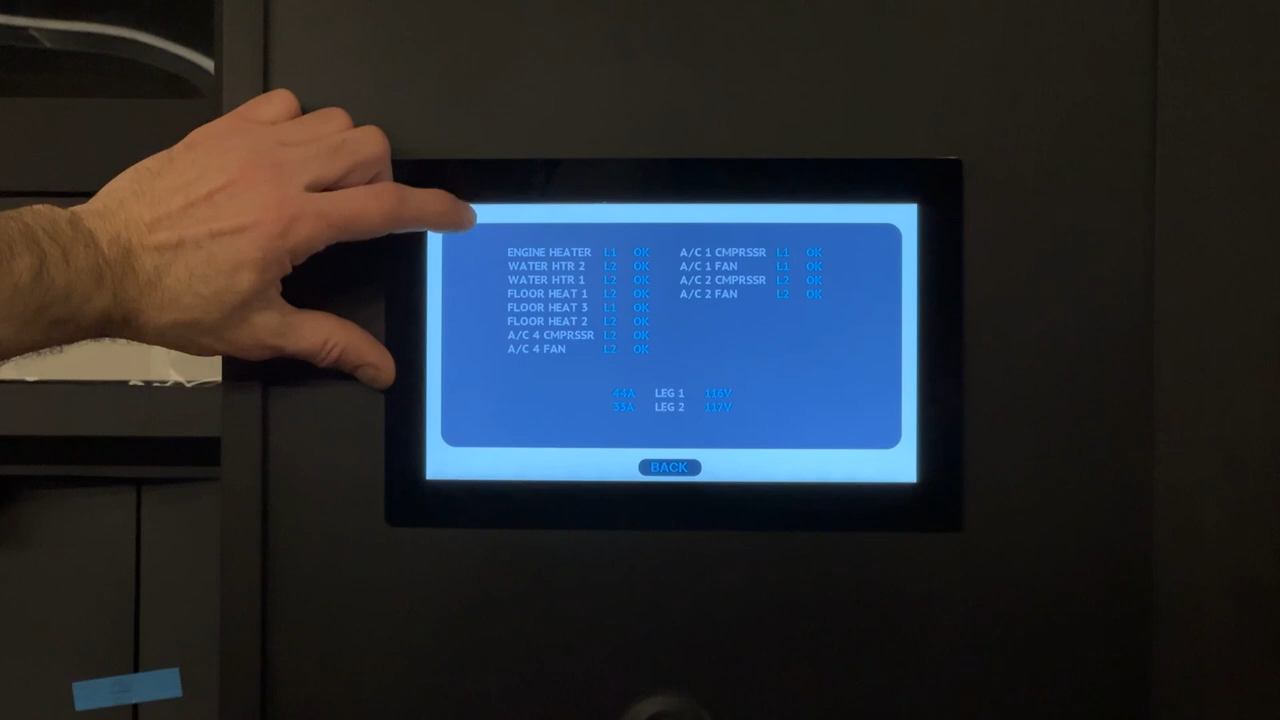 ENGINE HEATER L1 OK
WATER HTR 2 L2 OK
WATER HTR 1 L2 OK
FLOOR HEAT 1 L2 OK
FLOOR HEAT 3 L1 OK
FLOOR HEAT 2 L2 OK
A/C 4 CMPRSSR L2 OK
A/C 4 FAN L2 OK
A/C 1 CMPRSSR L1 OK
A/C 1 FAN L1 OK
A/C 2 CMPRSSR L2 OK
A/C 2 FAN L2 OK
44A LEG 1 116V
35A LEG 2 117V
BACK